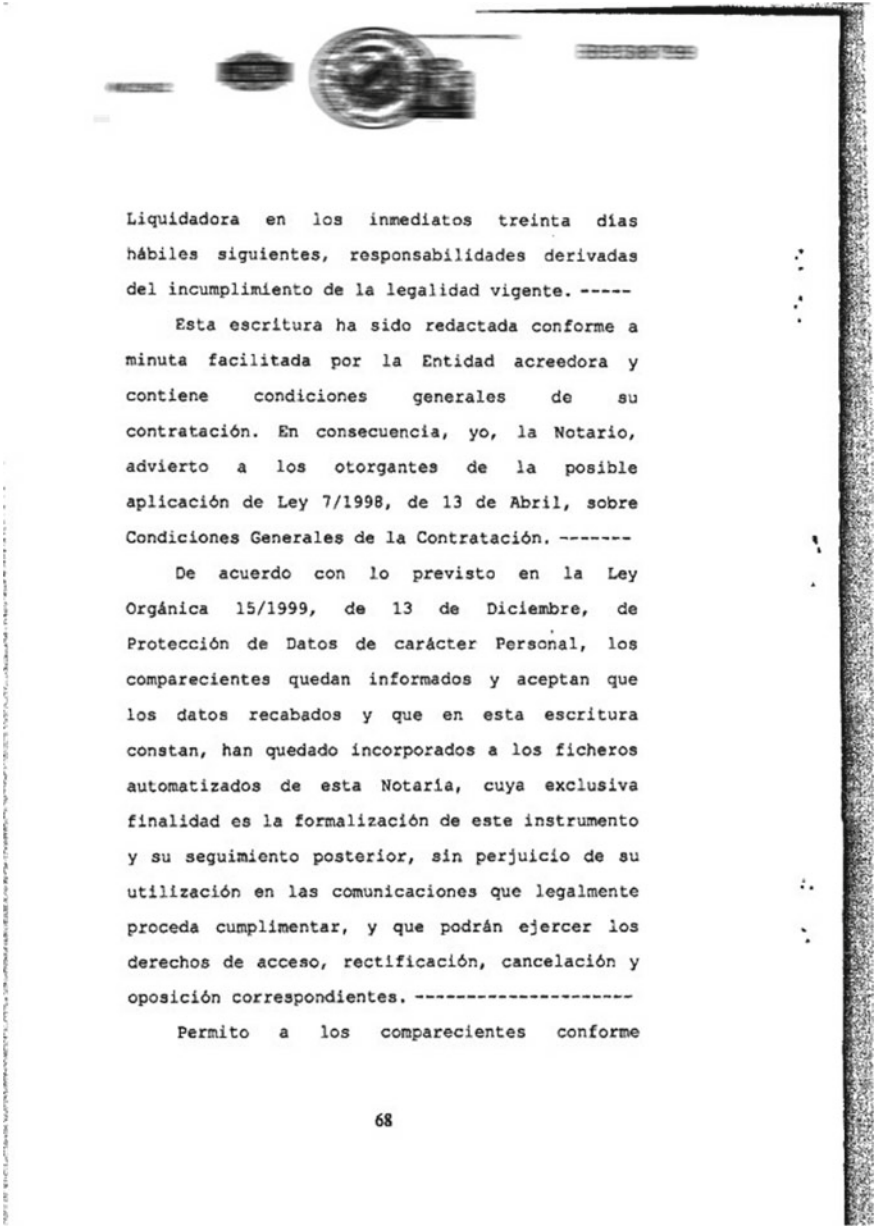 Liquidadora en los inmediatos treinta días
hábiles siguientes, responsabilidades derivadas
del incumplimiento de la legalidad vigente. -----
Esta escritura ha sido redactada conforme a
minuta facilitada por la Entidad acreedora y
contiene condiciones generales de su
contratación. En consecuencia, yo, la Notario,
advierto a los otorgantes de la posible
aplicación de Ley 7/1998, de 13 de Abril, sobre
Condiciones Generales de la Contratación. -------
De acuerdo con lo previsto en la Ley
Orgánica 15/1999, de 13 de Diciembre, de
Protección de Datos de carácter Personal, los
comparecientes quedan informados y aceptan que
los datos recabados y que en esta escritura
constan, han quedado incorporados a los ficheros
automatizados de esta Notaría, cuya exclusiva
finalidad es la formalización de este instrumento
y su seguimiento posterior, sin perjuicio de su
utilización en las comunicaciones que legalmente
proceda cumplimentar, y que podrán ejercer los
derechos de acceso, rectificación, cancelación y
oposición correspondientes. ---------------------
Permito a los comparecientes conforme
68